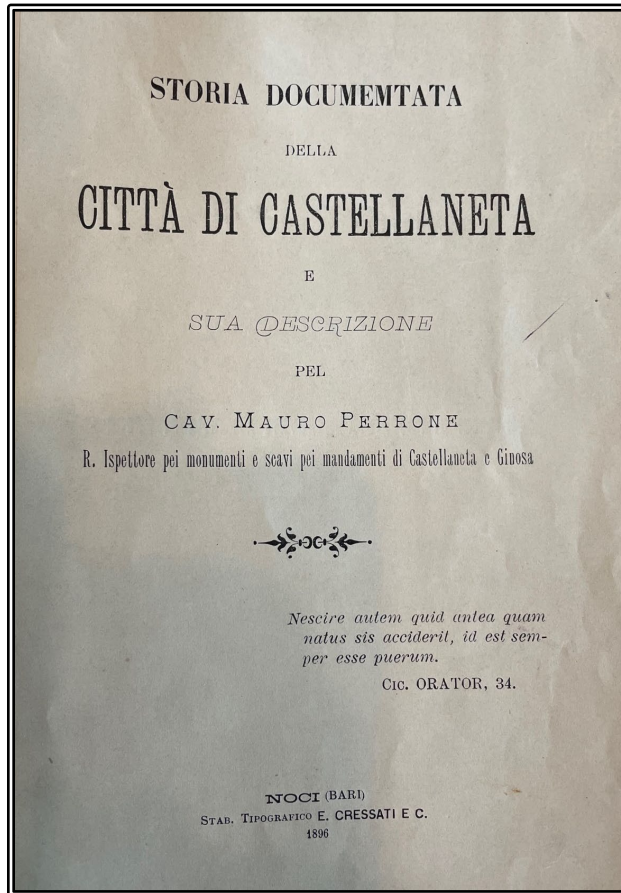 STORIA DOCUMEMTATA
DELLA
CITTÀ DI CASTELLANETA
E
SUA DESCRIZIONE
PEL
CAV. MAURO PERRONE
R. Ispettore pei monumenti e scavi pei mandamenti di Castellaneta e Ginosa
Nescire autem quid antea quam
natus sis acciderit, id est sem-
per esse puerum.
CIC. ORATOR, 34.
NOCI (BARI)
STAB. TIPOGRAFICO E. CRESSATI E C.
1896